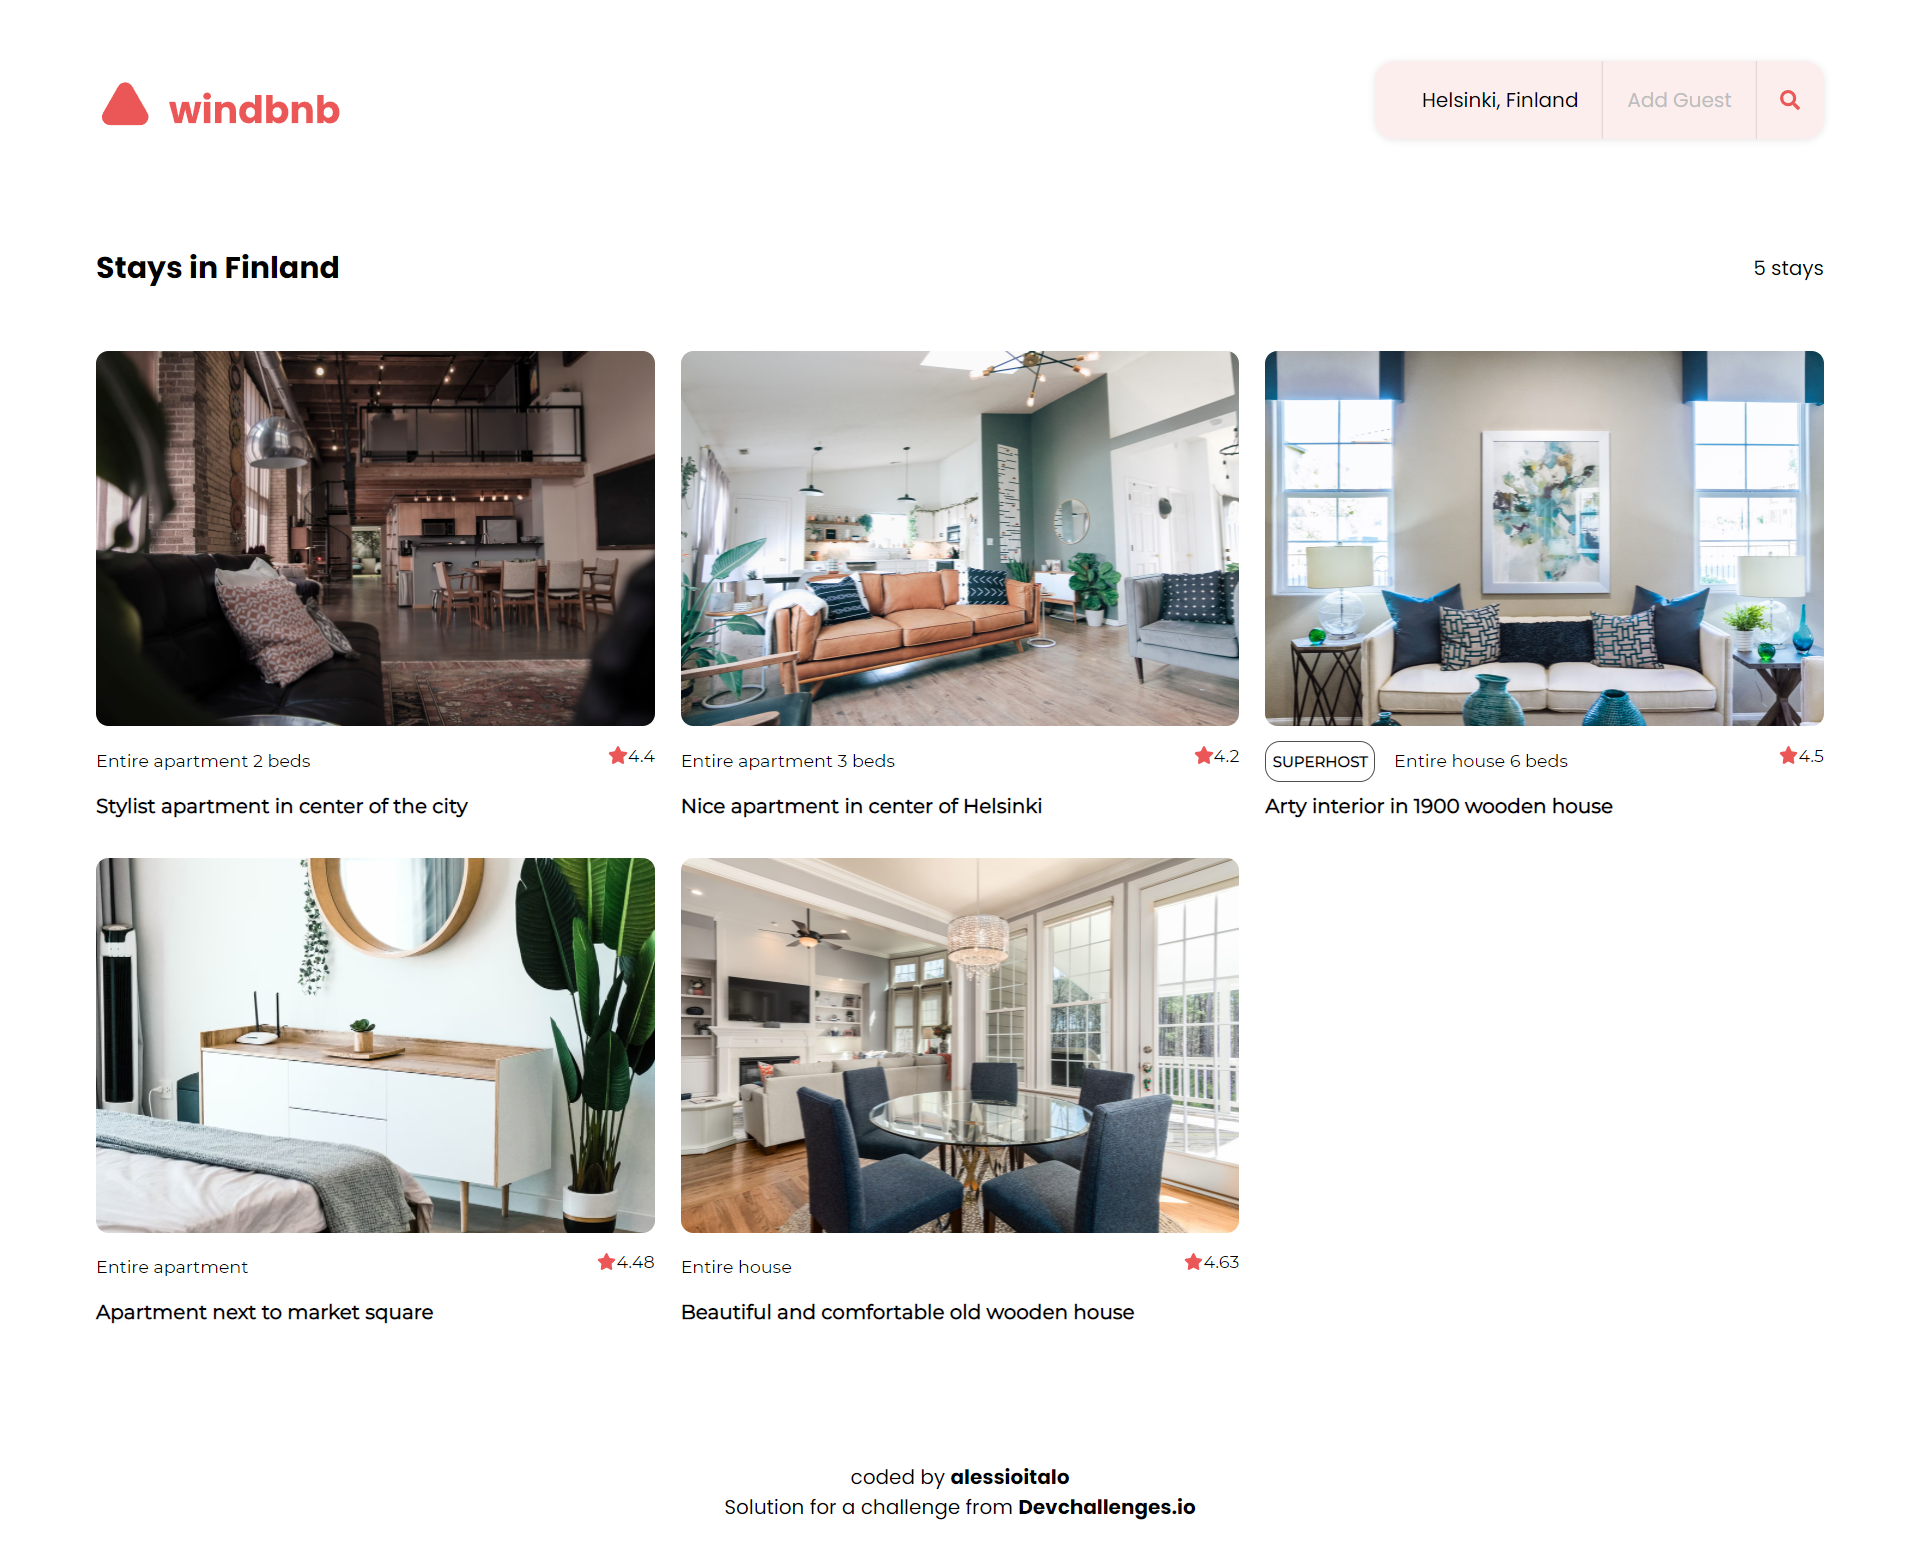 windbnb
Helsinki, Finland
Add Guest
Stays in Finland
5 stays
Entire apartment 2 beds
4.4
Stylist apartment in center of the city
Entire apartment 3 beds
4.2
Nice apartment in center of Helsinki
SUPERHOST
Entire house 6 beds
4.5
Arty interior in 1900 wooden house
Entire apartment
4.48
Apartment next to market square
Entire house
4.63
Beautiful and comfortable old wooden house
coded by alessioitalo
Solution for a challenge from Devchallenges.io